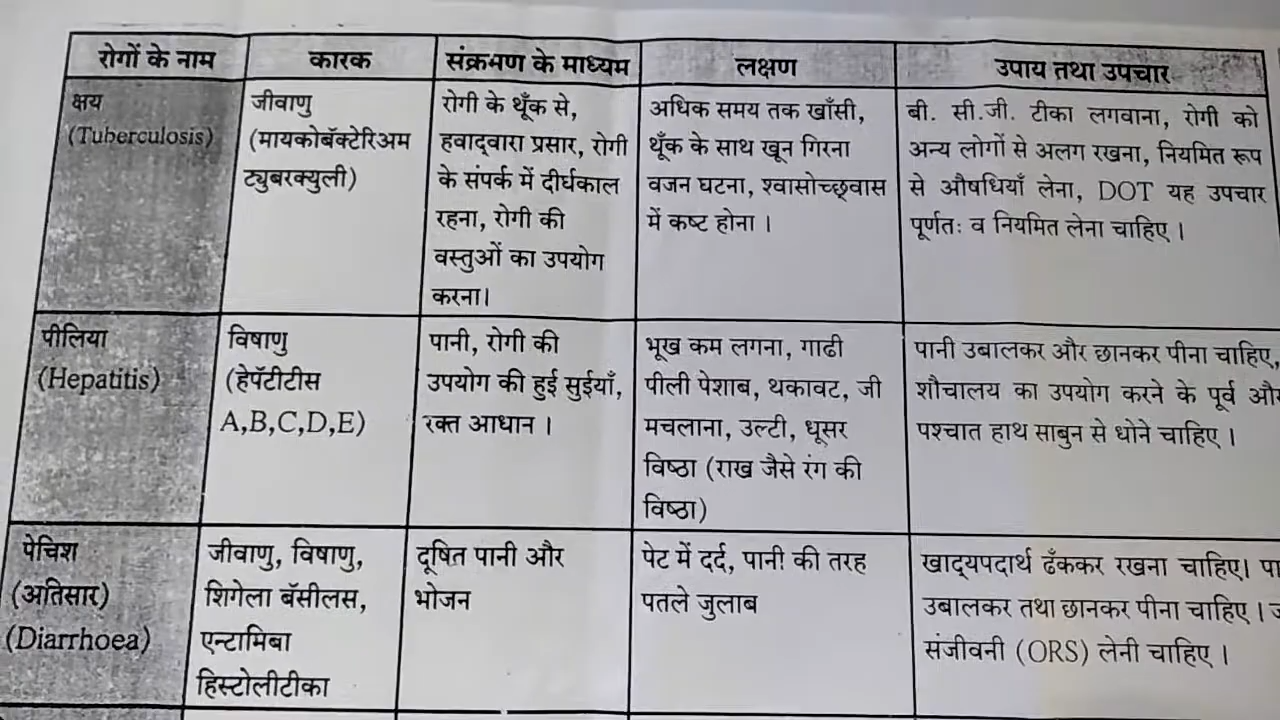 रोगों के नाम
कारक
संक्रमण के माध्यम
लक्षण
उपाय तथा उपचार
क्षय
(Tuberculosis)
जीवाणु
(मायकोबॅक्टेरिअम
ट्युबरक्युली)
रोगी के थूँक से,
हवाद्‌वारा प्रसार, रोगी
के संपर्क में दीर्घकाल
रहना, रोगी की
वस्तुओं का उपयोग
करना।
अधिक समय तक खाँसी,
थूँक के साथ खून गिरना
वजन घटना, श्वासोच्छ्‌वास
में कष्ट होना ।
बी. सी.जी. टीका लगवाना, रोगी को
अन्य लोगों से अलग रखना, नियमित रूप
से औषधियाँ लेना, DOT यह उपचार
पूर्णतः व नियमित लेना चाहिए ।
पीलिया
(Hepatitis)
विषाणु
(हेपॅटीटीस
A,B,C,D,E)
पानी, रोगी की
उपयोग की हुई सुईयाँ,
रक्त आधान ।
भूख कम लगना, गाढी
पीली पेशाब, थकावट, जी
मचलाना, उल्टी, धूसर
विष्ठा (राख जैसे रंग की
विष्ठा)
पानी उबालकर और छानकर पीना चाहिए,
शौचालय का उपयोग करने के पूर्व और
पश्चात हाथ साबुन से धोने चाहिए ।
पेचिश
(अतिसार)
(Diarrhoea)
जीवाणु, विषाणु,
शिगेला बॅसीलस,
एन्टामिबा
हिस्टोलीटीका
दूषित पानी और
भोजन
पेट में दर्द, पानी की तरह
पतले जुलाब
खाद्‌यपदार्थ ढँककर रखना चाहिए। पा
उबालकर तथा छानकर पीना चाहिए ।
संजीवनी (ORS) लेनी चाहिए ।